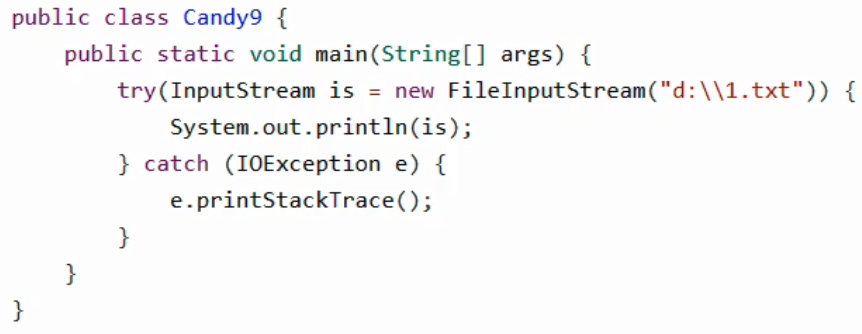 public class Candy9 {
    public static void main(String[] args) {
        try(InputStream is = new FileInputStream("d:\\1.txt")) {
            System.out.println(is);
        } catch (IOException e) {
            e.printStackTrace();
        }
    }
}